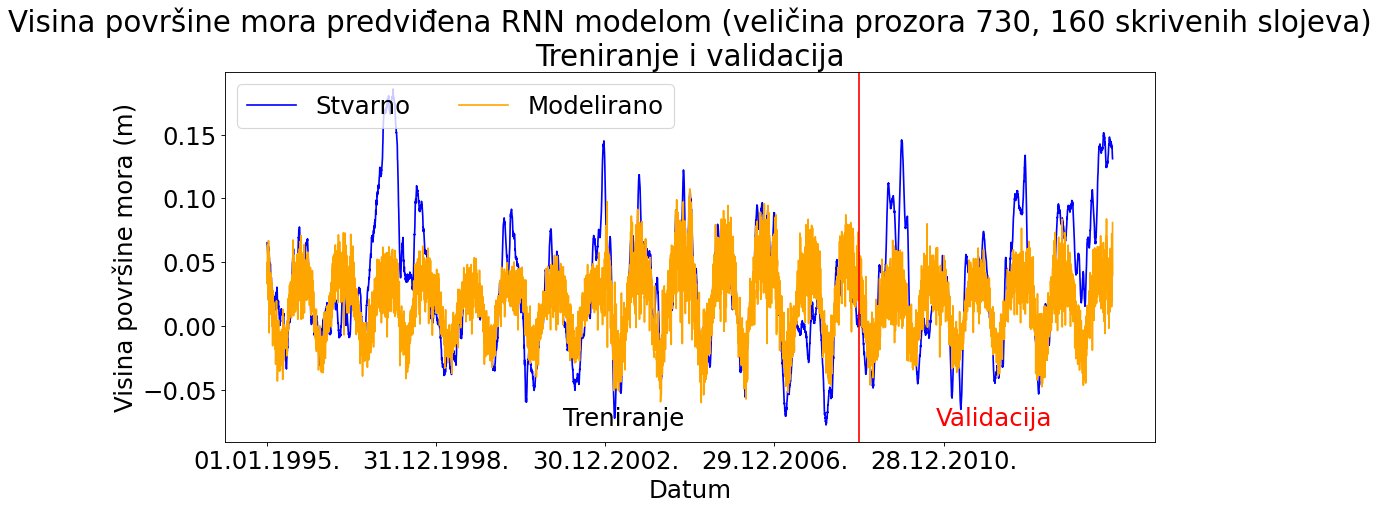 Visina površine mora predviđena RNN modelom (veličina prozora 730, 160 skrivenih slojeva)
Treniranje i validacija
Stvarno
Modelirano
Visina površine mora (m)
0.15
0.10
0.05
0.00
−0.05
Treniranje
Validacija
01.01.1995.
31.12.1998.
30.12.2002.
29.12.2006.
28.12.2010.
Datum